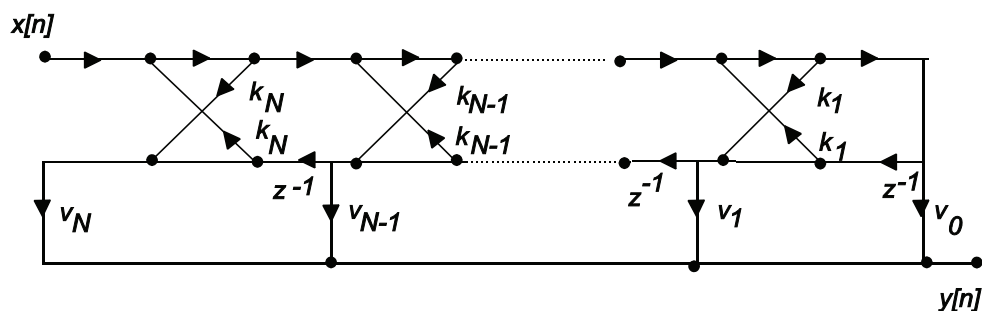 x[n]
k_N k_{N-1} k_1
k_N k_{N-1} k_1
z^{-1} z^{-1} z^{-1}
v_N v_{N-1} v_1 v_0
y[n]